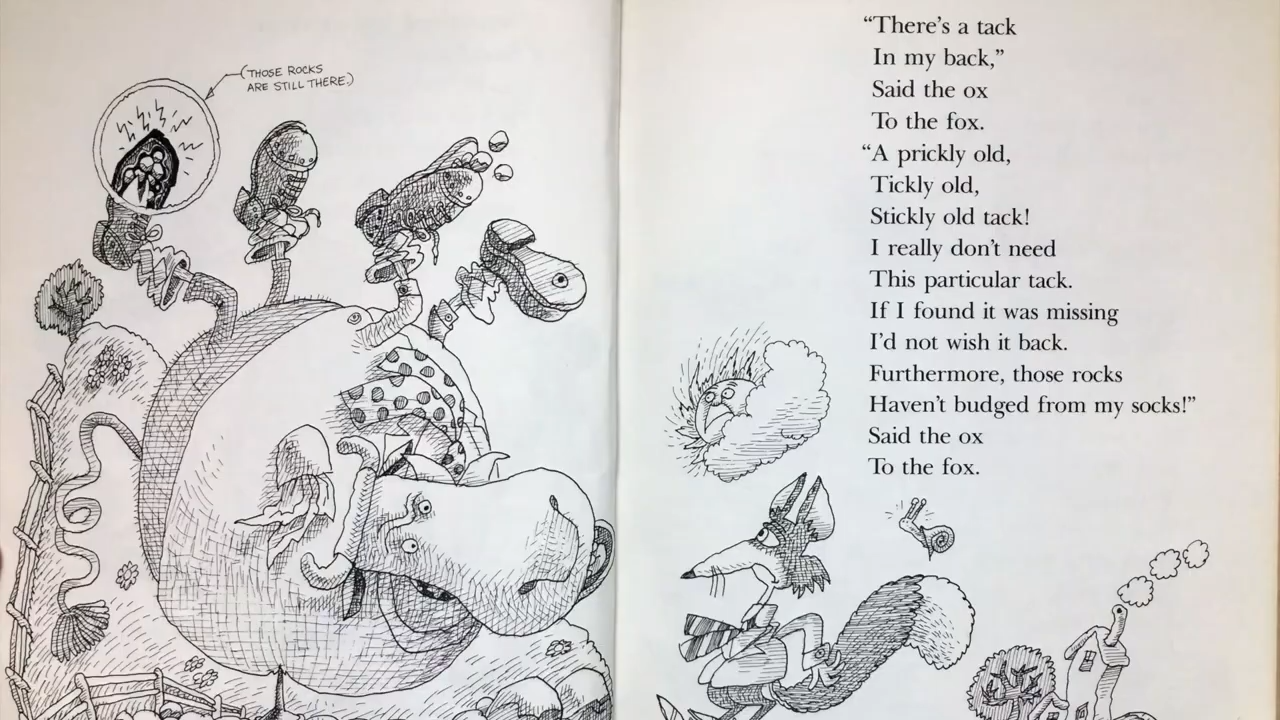 (THOSE ROCKS
ARE STILL THERE.)
“There’s a tack
In my back,”
Said the ox
To the fox.
“A prickly old,
Tickly old,
Stickly old tack!
I really don’t need
This particular tack.
If I found it was missing
I’d not wish it back.
Furthermore, those rocks
Haven’t budged from my socks!”
Said the ox
To the fox.